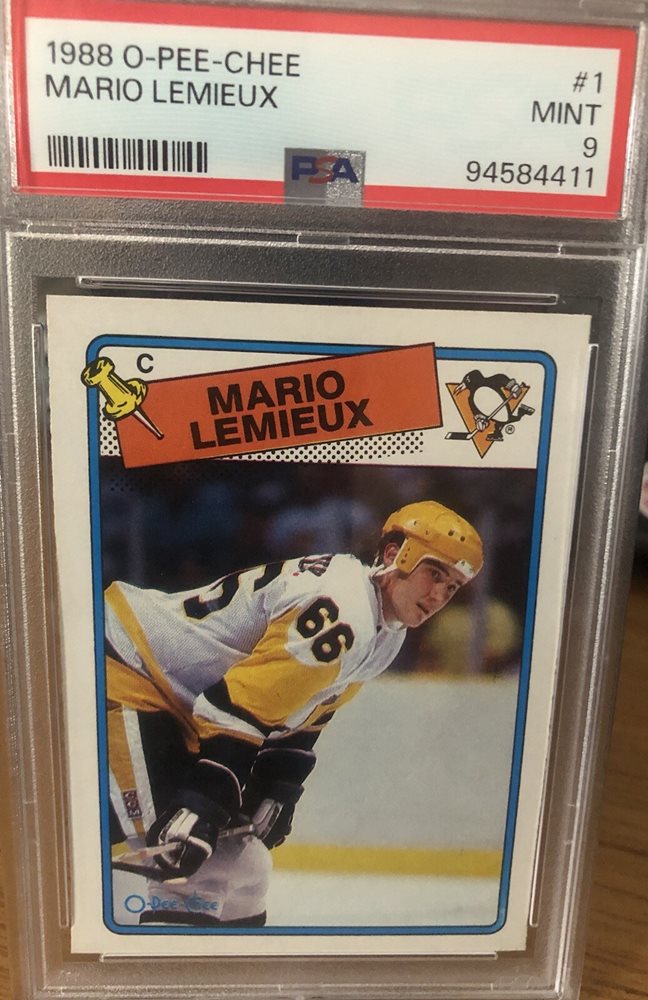 1988 O-PEE-CHEE
#1
MARIO LEMIEUX
MINT
9
PSA
94584411
C
MARIO
LEMIEUX
®
66
O-Pee-Chee